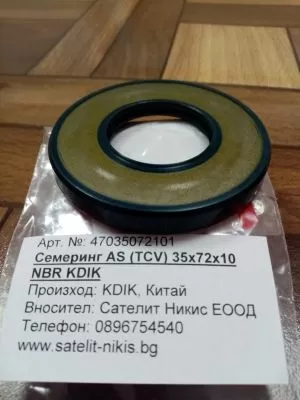 Арт. №: 47035072101
Семеринг AS (TCV) 35x72x10
NBR KDIK
Произход: KDIK, Китай
Вносител: Сателит Никис ЕООД
Телефон: 0896754540
www.satelit-nikis.bg